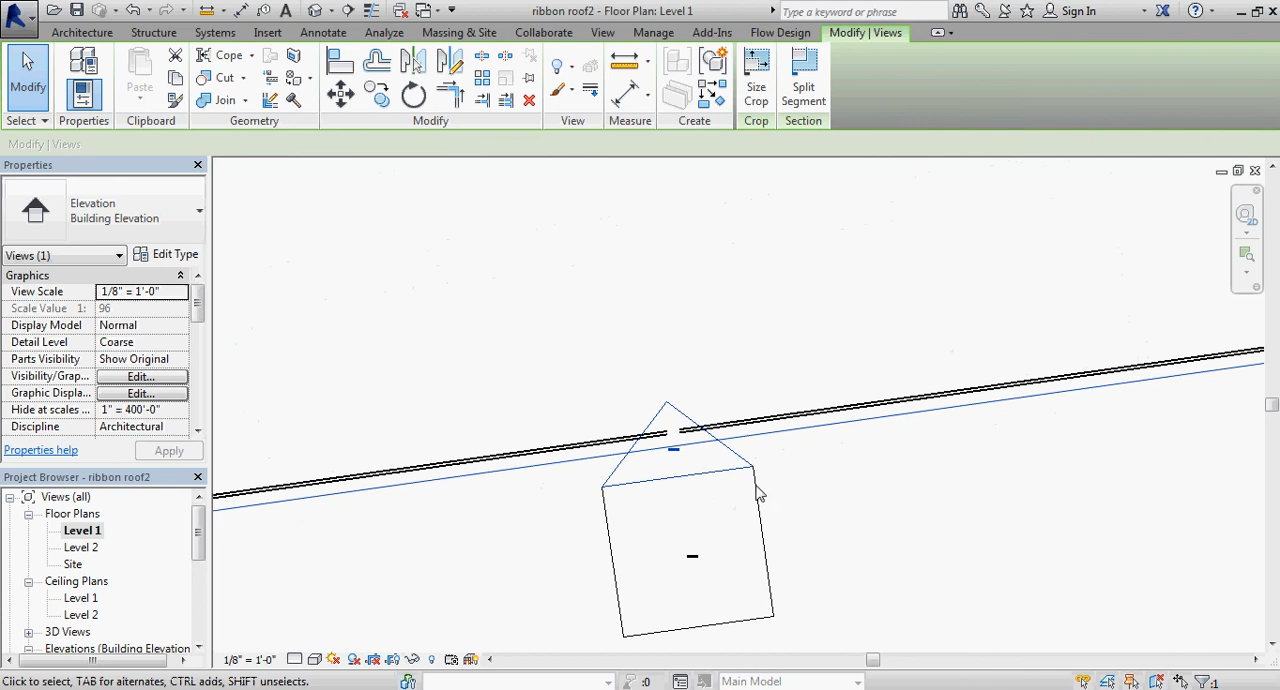 ribbon roof2 - Floor Plan: Level 1
Type a keyword or phrase
Sign In
Architecture Structure Systems Insert Annotate Analyze Massing & Site Collaborate View Manage Add-Ins Flow Design Modify | Views
Modify
Paste
Cope
Cut
Join
Size Crop
Split Segment
Select Properties Clipboard Geometry Modify View Measure Create Crop Section
Modify | Views
Properties
Elevation
Building Elevation
Views (1)
Edit Type
Graphics
View Scale 1/8" = 1'-0"
Scale Value 1: 96
Display Model Normal
Detail Level Coarse
Parts Visibility Show Original
Visibility/Grap... Edit...
Graphic Displa... Edit...
Hide at scales ... 1" = 400'-0"
Discipline Architectural
Properties help
Apply
Project Browser - ribbon roof2
Views (all)
Floor Plans
Level 1
Level 2
Site
Ceiling Plans
Level 1
Level 2
3D Views
Elevations (Building Elevation
1/8" = 1'-0"
Click to select, TAB for alternates, CTRL adds, SHIFT unselects.
:0
Main Model
:1
2D